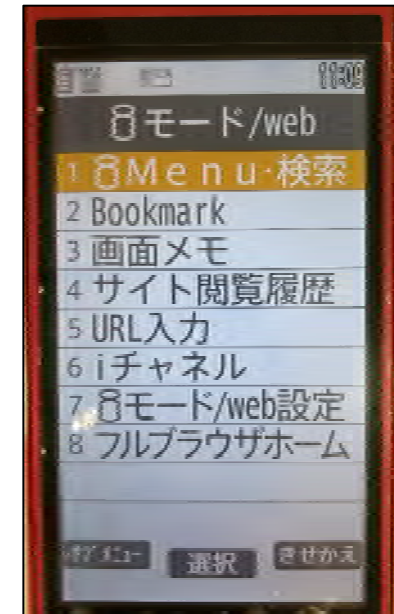 11:09
iモード/web
1 iMenu・検索
2 Bookmark
3 画面メモ
4 サイト閲覧履歴
5 URL入力
6 iチャネル
7 iモード/web設定
8 フルブラウザホーム
サブメニュー 選択 きせかえ